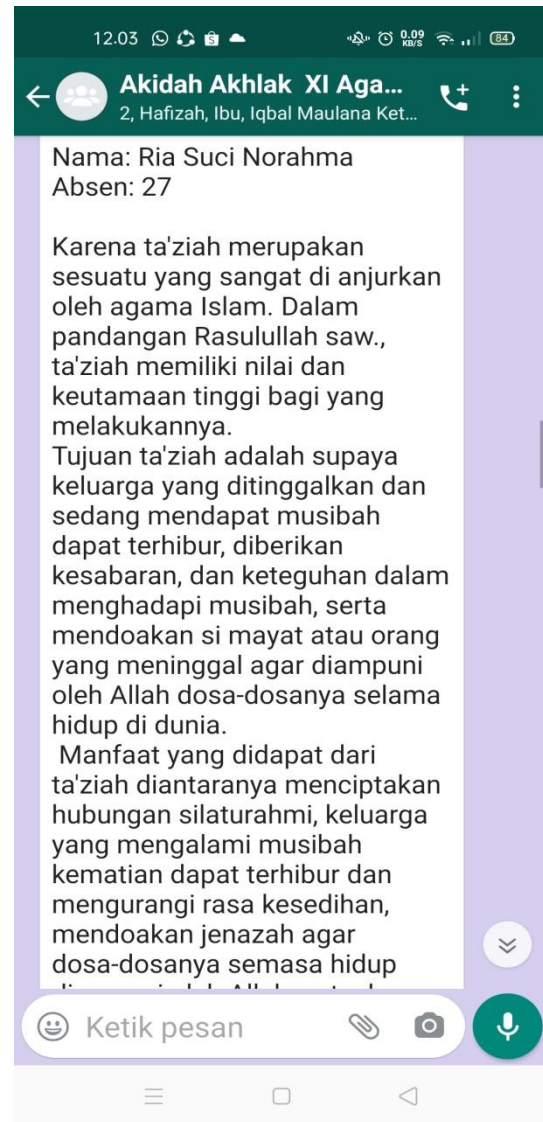 12.03 0.09 KB/S 84
Akidah Akhlak XI Aga...
2, Hafizah, Ibu, Iqbal Maulana Ket...
Nama: Ria Suci Norahma
Absen: 27
Karena ta'ziah merupakan
sesuatu yang sangat di anjurkan
oleh agama Islam. Dalam
pandangan Rasulullah saw.,
ta'ziah memiliki nilai dan
keutamaan tinggi bagi yang
melakukannya.
Tujuan ta'ziah adalah supaya
keluarga yang ditinggalkan dan
sedang mendapat musibah
dapat terhibur, diberikan
kesabaran, dan keteguhan dalam
menghadapi musibah, serta
mendoakan si mayat atau orang
yang meninggal agar diampuni
oleh Allah dosa-dosanya selama
hidup di dunia.
Manfaat yang didapat dari
ta'ziah diantaranya menciptakan
hubungan silaturahmi, keluarga
yang mengalami musibah
kematian dapat terhibur dan
mengurangi rasa kesedihan,
mendoakan jenazah agar
dosa-dosanya semasa hidup
Ketik pesan